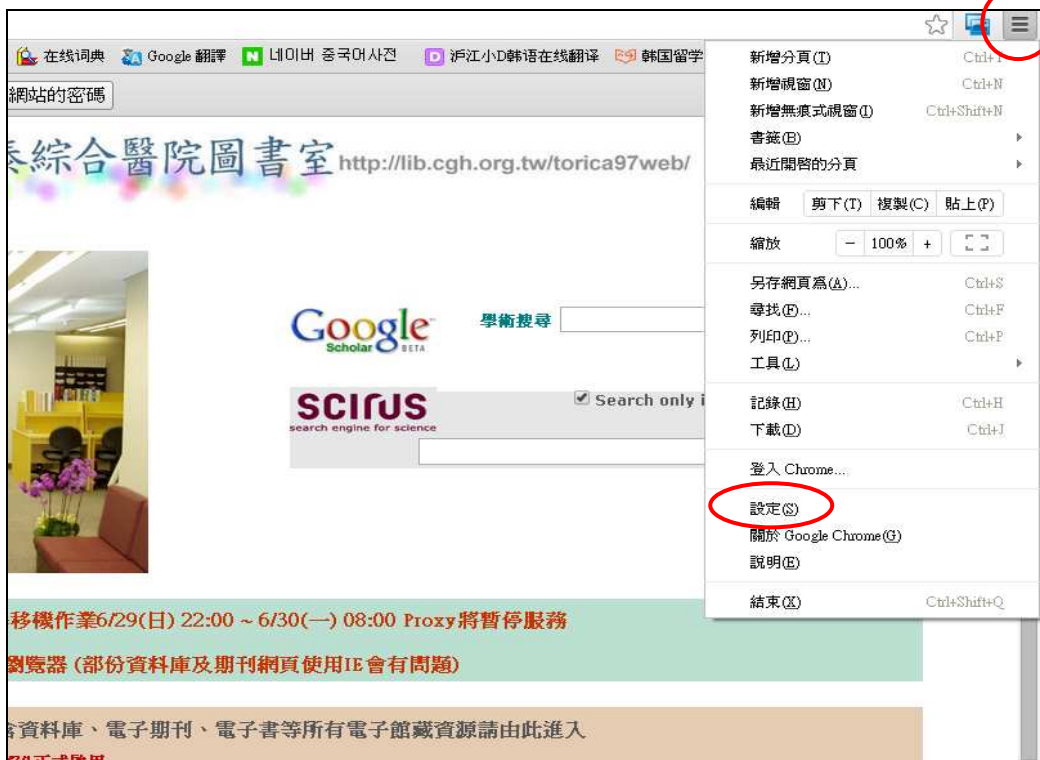 在线词典 Google 翻譯 네이버 중국어사전 沪江小D韩语在线翻译 韩国留学
網站的密碼
綜合醫院圖書室 http://lib.cgh.org.tw/torica97web/
Google
Scholar BETA
學術搜尋
SCIRUS
search engine for science
Search only i
新增分頁(T) Ctrl+T
新增視窗(N) Ctrl+N
新增無痕式視窗(I) Ctrl+Shift+N
書籤(B)
最近開啓的分頁
編輯 剪下(T) 複製(C) 貼上(P)
縮放 − 100% +
另存網頁爲(A)... Ctrl+S
尋找(F)... Ctrl+F
列印(P)... Ctrl+P
工具(L)
記錄(H) Ctrl+H
下載(D) Ctrl+J
登入 Chrome...
設定(S)
關於 Google Chrome(G)
說明(E)
結束(X) Ctrl+Shift+Q
移機作業6/29(日) 22:00 ~ 6/30(一) 08:00 Proxy將暫停服務
瀏覽器 (部份資料庫及期刊網頁使用IE會有問題)
含資料庫、電子期刊、電子書等所有電子館藏資源請由此進入